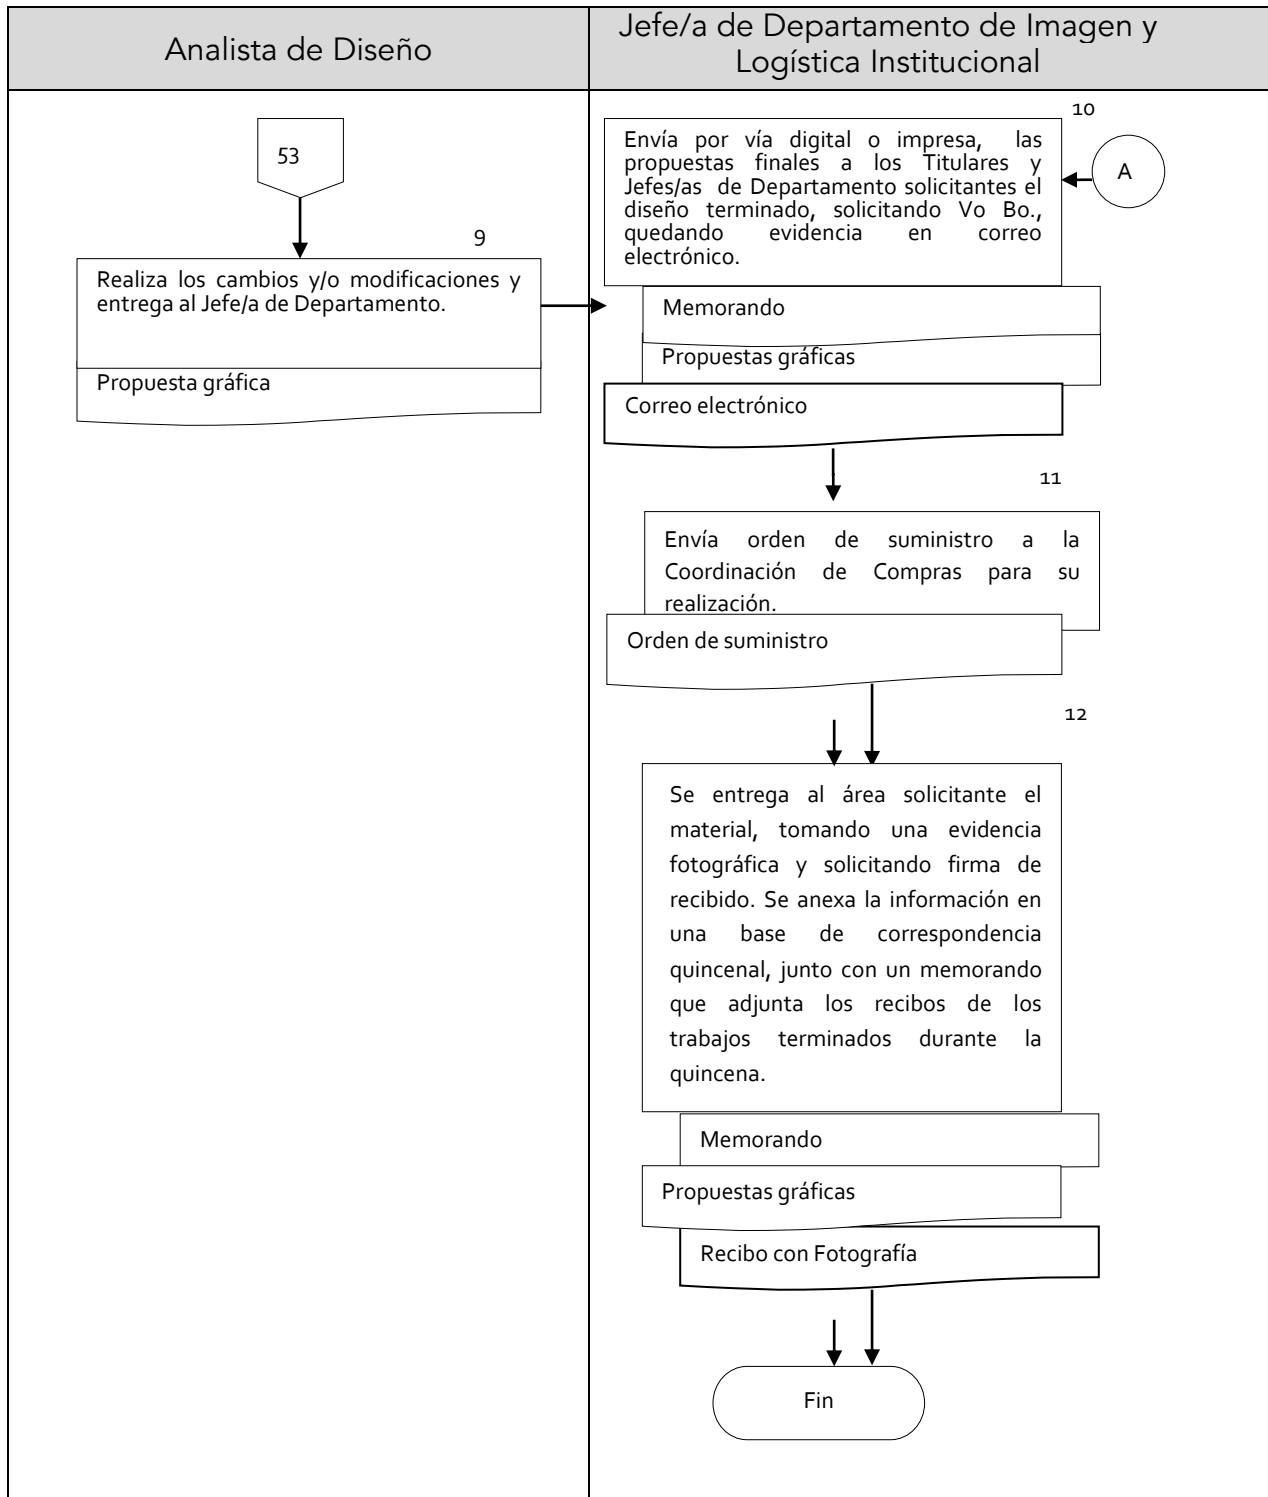 Analista de Diseño
Jefe/a de Departamento de Imagen y
Logística Institucional
53
9
Realiza los cambios y/o modificaciones y
entrega al Jefe/a de Departamento.
Propuesta gráfica
10
A
Envía por vía digital o impresa, las
propuestas finales a los Titulares y
Jefes/as de Departamento solicitantes el
diseño terminado, solicitando Vo Bo.,
quedando evidencia en correo
electrónico.
Memorando
Propuestas gráficas
Correo electrónico
11
Envía orden de suministro a la
Coordinación de Compras para su
realización.
Orden de suministro
12
Se entrega al área solicitante el
material, tomando una evidencia
fotográfica y solicitando firma de
recibido. Se anexa la información en
una base de correspondencia
quincenal, junto con un memorando
que adjunta los recibos de los
trabajos terminados durante la
quincena.
Memorando
Propuestas gráficas
Recibo con Fotografía
Fin